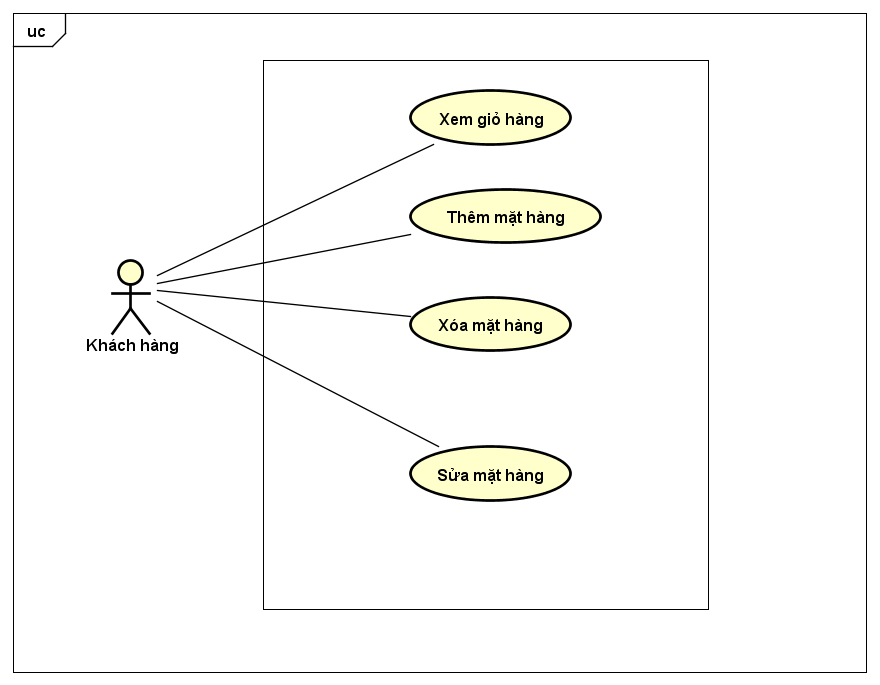 uc
Xem giỏ hàng
Thêm mặt hàng
Khách hàng
Xóa mặt hàng
Sửa mặt hàng